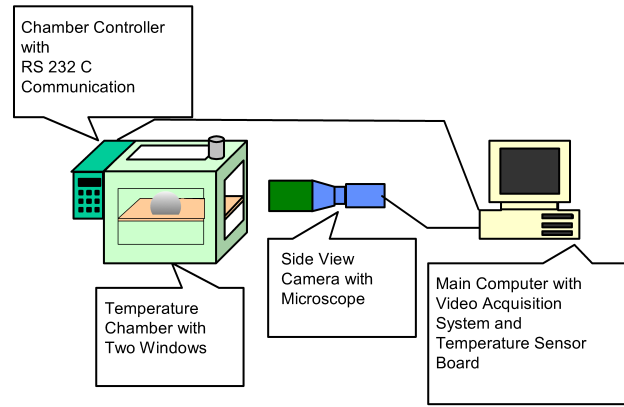 Chamber Controller
with
RS 232 C
Communication
Side View
Camera with
Microscope
Temperature
Chamber with
Two Windows
Main Computer with
Video Acquisition
System and
Temperature Sensor
Board